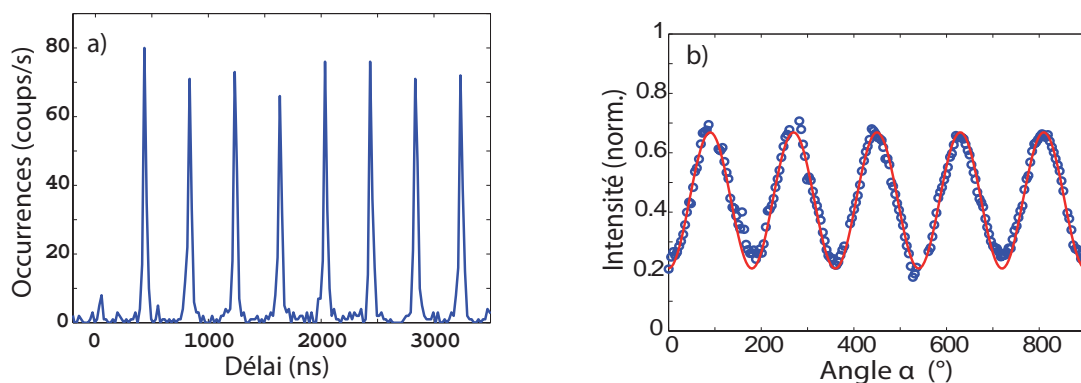 a)
Occurrences (coups/s)
80
60
40
20
0
0 1000 2000 3000
Délai (ns)
b)
Intensité (norm.)
1
0.8
0.6
0.4
0.2
0
0 200 400 600 800
Angle α (°)